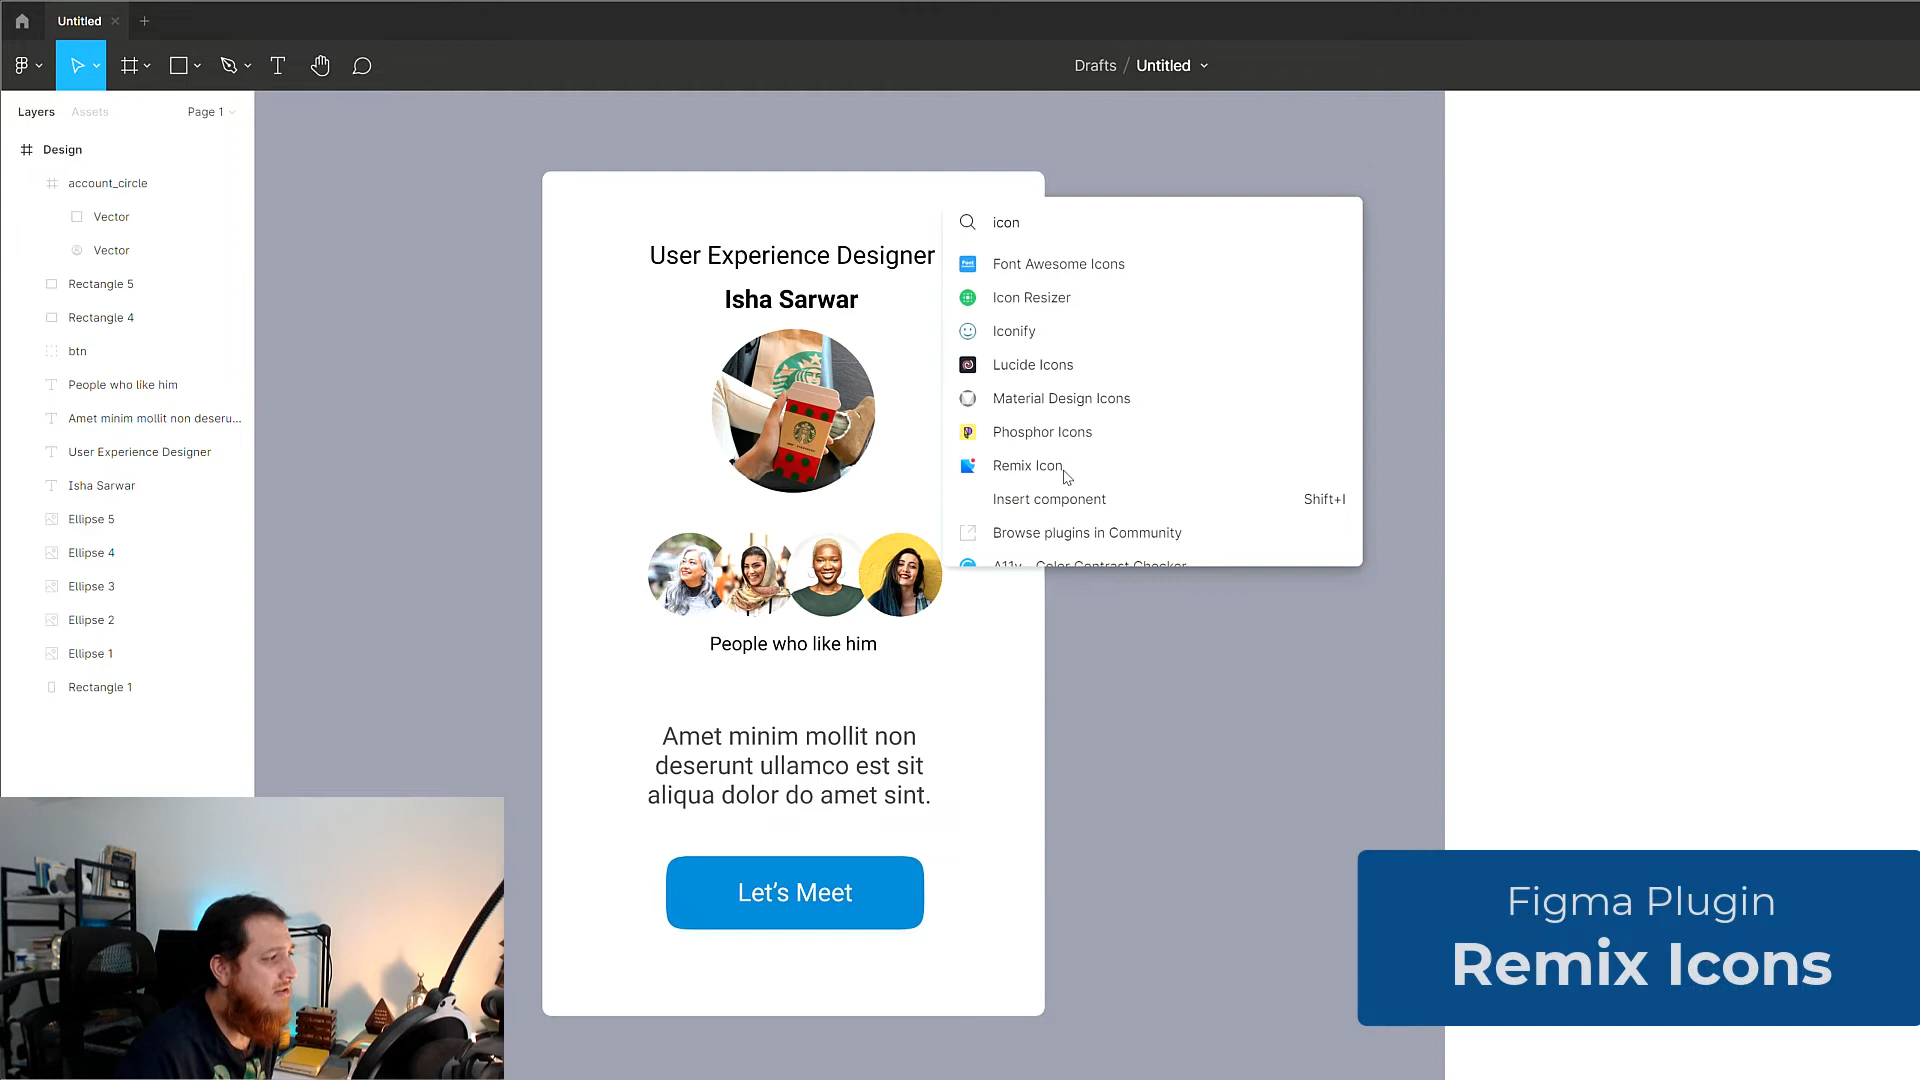 Untitled
Drafts / Untitled
Layers
Assets
Page 1
Design
account_circle
Vector
Vector
Rectangle 5
Rectangle 4
btn
People who like him
Amet minim mollit non deseru...
User Experience Designer
Isha Sarwar
Ellipse 5
Ellipse 4
Ellipse 3
Ellipse 2
Ellipse 1
Rectangle 1
User Experience Designer
Isha Sarwar
People who like him
Amet minim mollit non
deserunt ullamco est sit
aliqua dolor do amet sint.
Let's Meet
icon
Font Awesome Icons
Icon Resizer
Iconify
Lucide Icons
Material Design Icons
Phosphor Icons
Remix Icon
Insert component Shift+I
Browse plugins in Community
A11y - Color Contrast Checker
Figma Plugin
Remix Icons